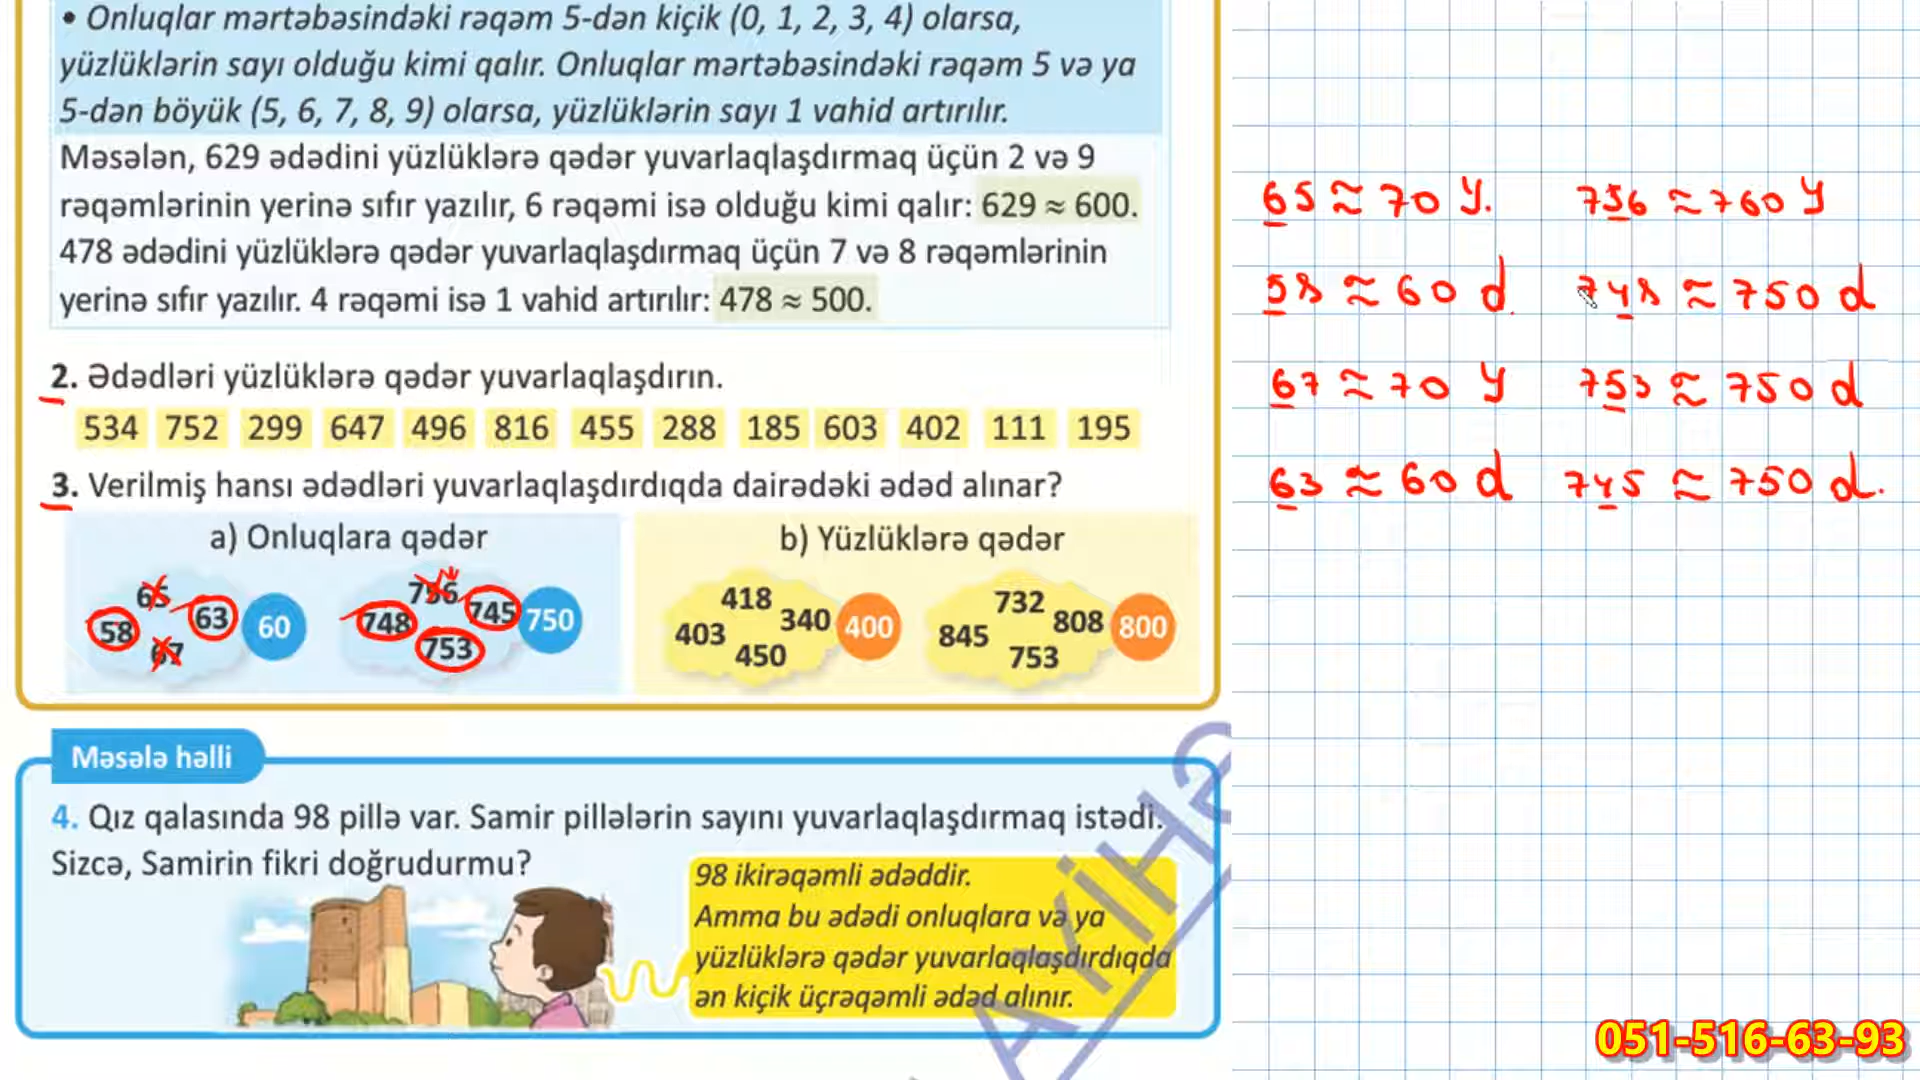 • Onluqlar mərtəbəsindəki rəqəm 5-dən kiçik (0, 1, 2, 3, 4) olarsa,
yüzlüklərin sayı olduğu kimi qalır. Onluqlar mərtəbəsindəki rəqəm 5 və ya
5-dən böyük (5, 6, 7, 8, 9) olarsa, yüzlüklərin sayı 1 vahid artırılır.
Məsələn, 629 ədədini yüzlüklərə qədər yuvarlaqlaşdırmaq üçün 2 və 9
rəqəmlərinin yerinə sıfır yazılır, 6 rəqəmi isə olduğu kimi qalır: 629 ≈ 600.
478 ədədini yüzlüklərə qədər yuvarlaqlaşdırmaq üçün 7 və 8 rəqəmlərinin
yerinə sıfır yazılır. 4 rəqəmi isə 1 vahid artırılır: 478 ≈ 500.
2. Ədədləri yüzlüklərə qədər yuvarlaqlaşdırın.
534 752 299 647 496 816 455 288 185 603 402 111 195
3. Verilmiş hansı ədədləri yuvarlaqlaşdırdıqda dairədəki ədəd alınar?
a) Onluqlara qədər
65
58 63 60
67
756
748 745 750
753
b) Yüzlüklərə qədər
418
403 340 400
450
732
845 808 800
753
Məsələ həlli
4. Qız qalasında 98 pillə var. Samir pillələrin sayını yuvarlaqlaşdırmaq istədi.
Sizcə, Samirin fikri doğrudurmu?
98 ikirəqəmli ədəddir.
Amma bu ədədi onluqlara və ya
yüzlüklərə qədər yuvarlaqlaşdırdıqda
ən kiçik üçrəqəmli ədəd alınır.
65 ≈ 70 y. 756 ≈ 760 y
58 ≈ 60 d. 748 ≈ 750 d
67 ≈ 70 y 753 ≈ 750 d
63 ≈ 60 d 745 ≈ 750 d.
051-516-63-93